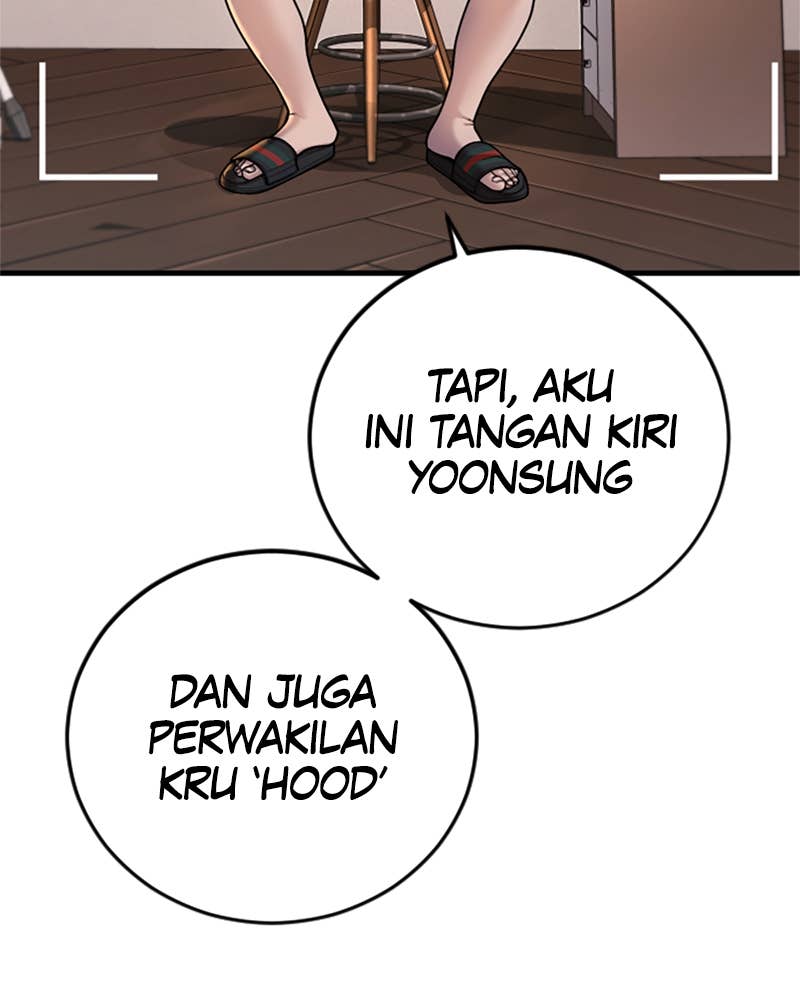 TAPI, AKU
INI TANGAN KIRI
YOONSUNG
DAN JUGA
PERWAKILAN
KRU 'HOOD'